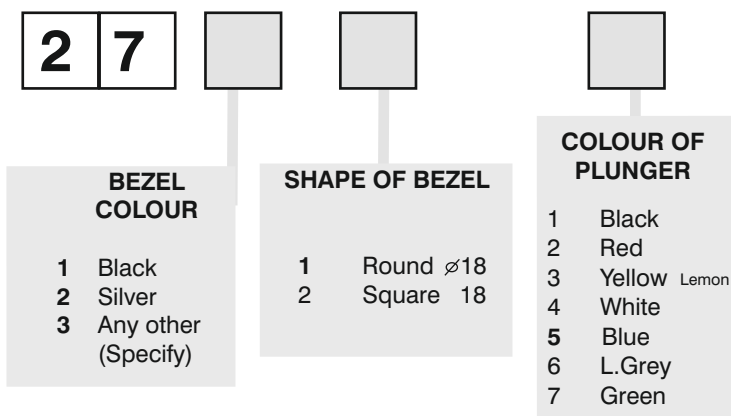 2 7
BEZEL
COLOUR
1 Black
2 Silver
3 Any other
(Specify)
SHAPE OF BEZEL
1 Round ⌀18
2 Square 18
COLOUR OF
PLUNGER
1 Black
2 Red
3 Yellow Lemon
4 White
5 Blue
6 L.Grey
7 Green